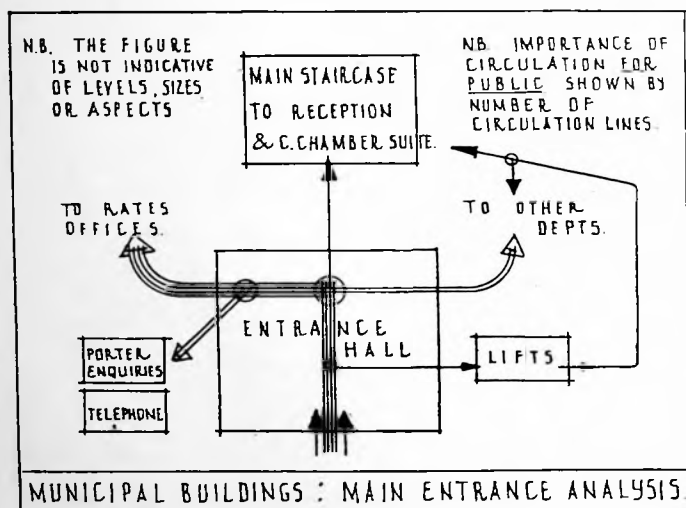 N.B. THE FIGURE
IS NOT INDICATIVE
OF LEVELS, SIZES
OR ASPECTS
MAIN STAIRCASE
TO RECEPTION
& C. CHAMBER SUITE.
N.B. IMPORTANCE OF
CIRCULATION FOR
PUBLIC SHOWN BY
NUMBER OF
CIRCULATION LINES.
TO RATES
OFFICES.
TO OTHER
DEPTS.
ENTRANCE
HALL
PORTER
ENQUIRIES
LIFTS
TELEPHONE
MUNICIPAL BUILDINGS : MAIN ENTRANCE ANALYSIS.